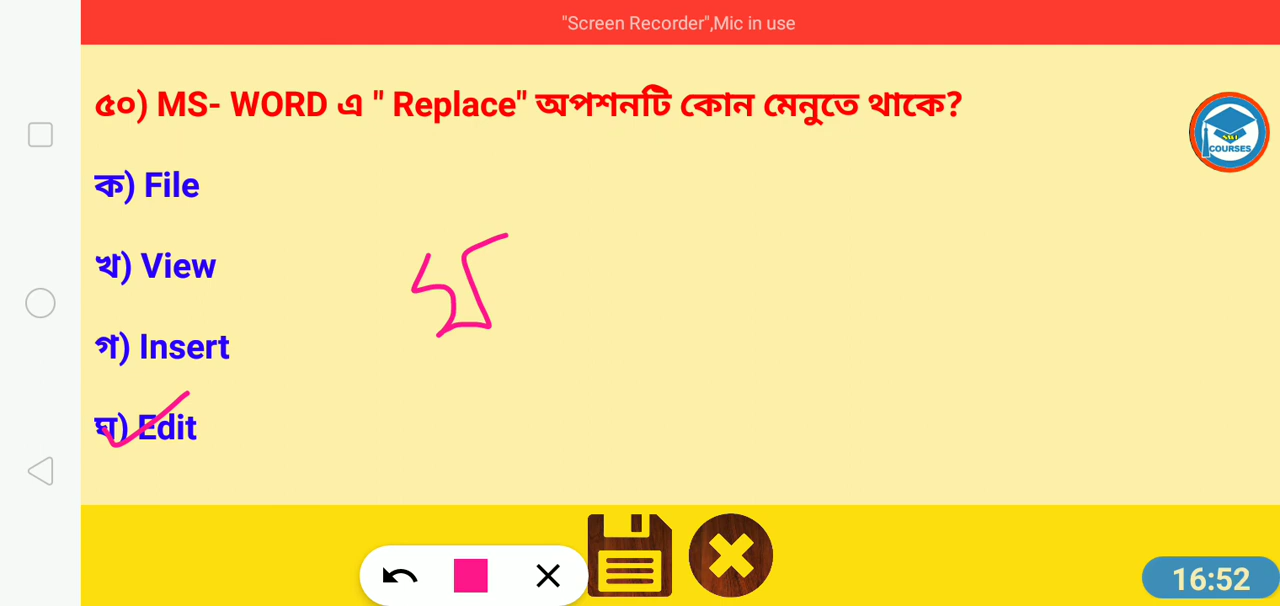 "Screen Recorder",Mic in use
৫০) MS- WORD এ " Replace" অপশনটি কোন মেনুতে থাকে?
COURSES
ক) File
খ) View
গ) Insert
ঘ) Edit
16:52